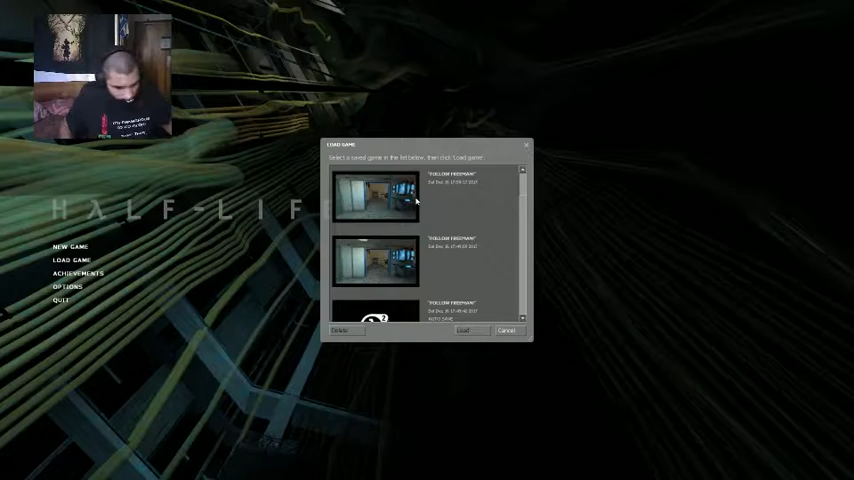 LOAD GAME
Select a saved game in the list below, then click 'Load game'.
"FOLLOW FREEMAN!"
"FOLLOW FREEMAN!"
"FOLLOW FREEMAN!"
AUTO SAVE
HλLF-LIFE
NEW GAME
LOAD GAME
ACHIEVEMENTS
OPTIONS
QUIT
Delete
Load
Cancel